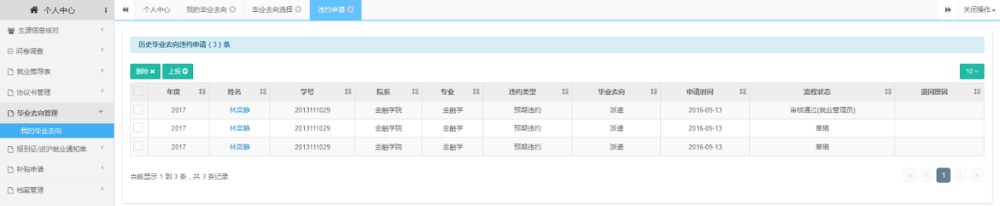 个人中心 个人中心 我的毕业去向 毕业去向选择 违约申请 关闭操作
生源信息核对
历史毕业去向违约申请（3）条
问卷调查
就业推荐表 删除 上报 10
协议书管理 年度 姓名 学号 院系 专业 违约类型 毕业去向 申请时间 流程状态 退回原因
毕业去向管理 2017 林奕静 2013111029 金融学院 金融学 预期违约 派遣 2016-09-13 审核通过(就业管理员)
我的毕业去向 2017 林奕静 2013111029 金融学院 金融学 预期违约 派遣 2016-09-13 草稿
报到证/进沪就业通知单 2017 林奕静 2013111029 金融学院 金融学 预期违约 派遣 2016-09-13 草稿
补贴申请
当前显示 1 到 3 条，共 3 条记录 « ‹ 1 › »
档案管理